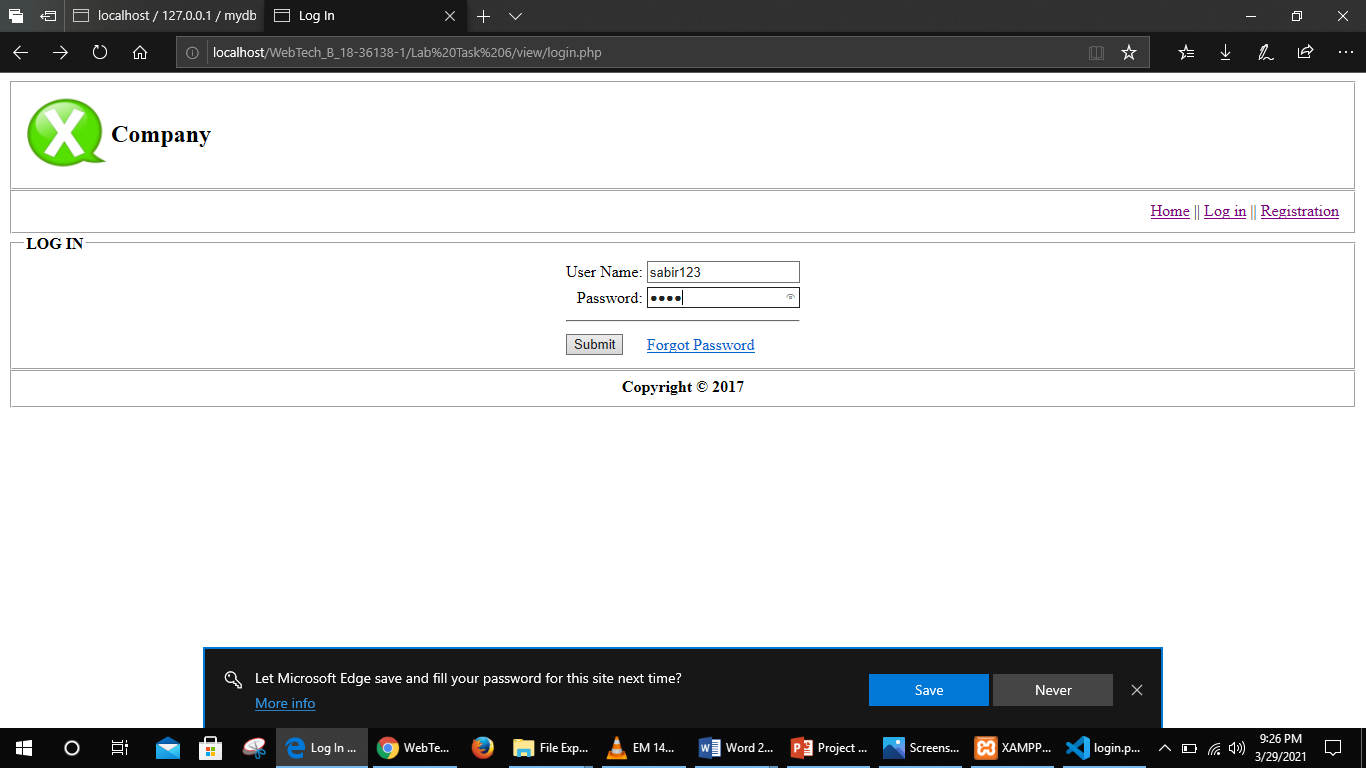 localhost / 127.0.0.1 / mydb
Log In
localhost/WebTech_B_18-36138-1/Lab%20Task%206/view/login.php
X Company
Home || Log in || Registration
LOG IN
User Name: sabir123
Password: ●●●●
Submit Forgot Password
Copyright © 2017
Let Microsoft Edge save and fill your password for this site next time?
Save Never
More info
Log In ... WebTe... File Exp... EM 14... Word 2... Project ... Screens... XAMPP... login.p... 9:26 PM
3/29/2021